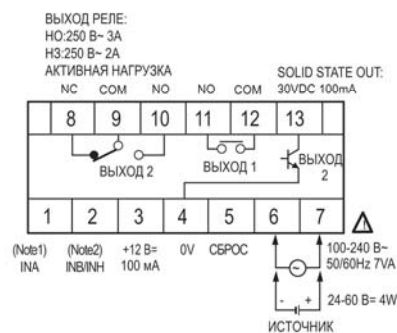 ВЫХОД РЕЛЕ:
НО:250 В~ 3А
НЗ:250 В~ 2А
АКТИВНАЯ НАГРУЗКА
SOLID STATE OUT:
30VDC 100mA
NC COM NO NO COM
8 9 10 11 12 13
ВЫХОД 2 ВЫХОД 1 ВЫХОД 2
1 2 3 4 5 6 7
(Note1) (Note2) +12 В= 0V СБРОС
INA INB/INH 100 мА
100-240 В~
50/60Hz 7VA
- + 24-60 В= 4W
ИСТОЧНИК